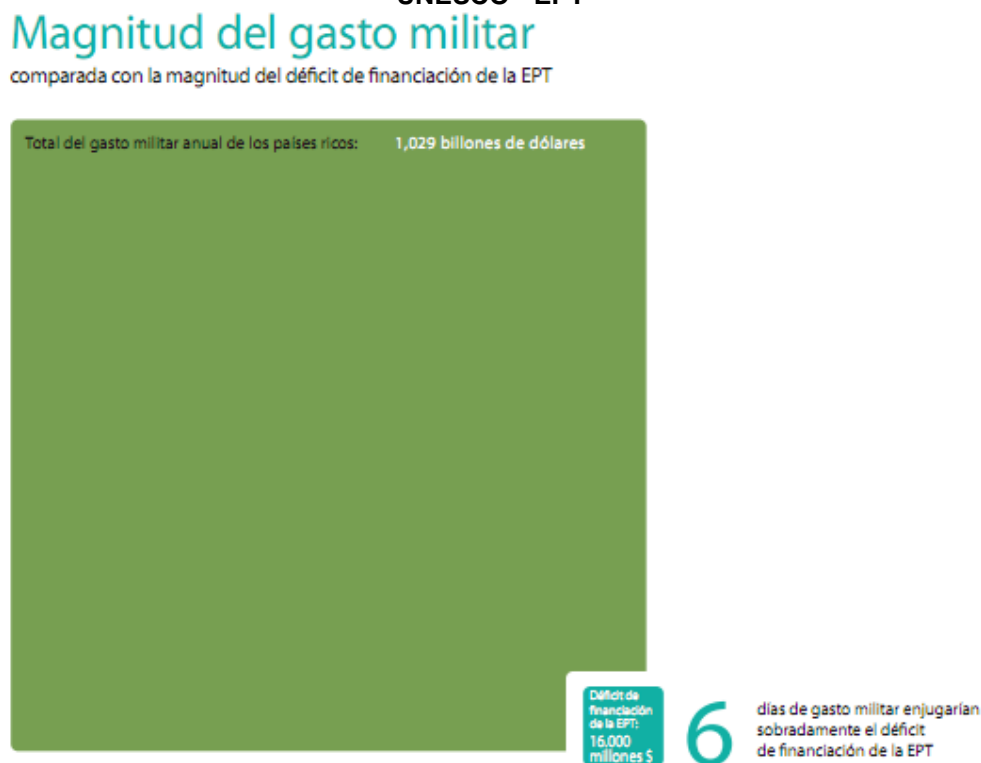 UNESCO - EPT
Magnitud del gasto militar
comparada con la magnitud del déficit de financiación de la EPT
Total del gasto militar anual de los países ricos: 1,029 billones de dólares
Déficit de
financiación
de la EPT:
16.000
millones $
6
días de gasto militar enjugarían
sobradamente el déficit
de financiación de la EPT